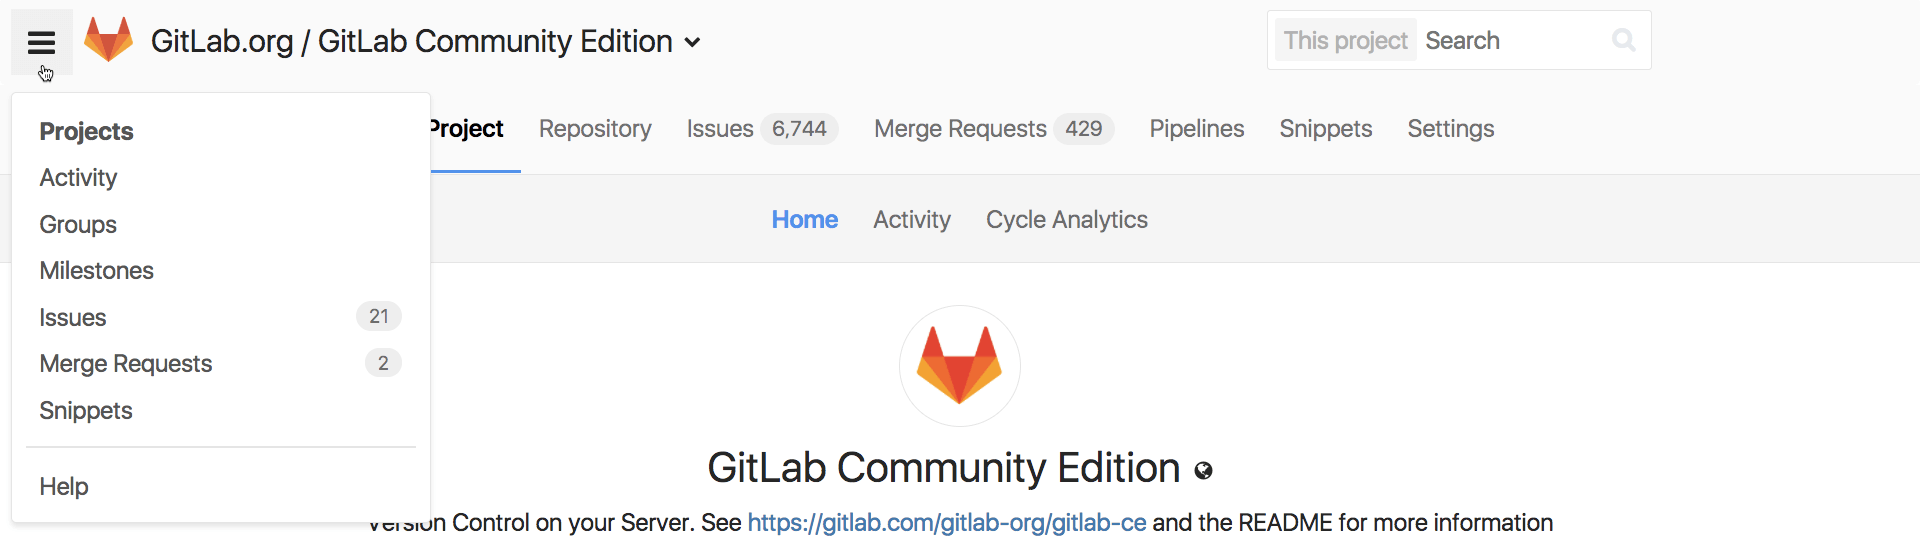 GitLab.org / GitLab Community Edition
This project Search
Projects
Activity
Groups
Milestones
Issues 21
Merge Requests 2
Snippets
Help
Project Repository Issues 6,744 Merge Requests 429 Pipelines Snippets Settings
Home Activity Cycle Analytics
GitLab Community Edition
Version Control on your Server. See https://gitlab.com/gitlab-org/gitlab-ce and the README for more information